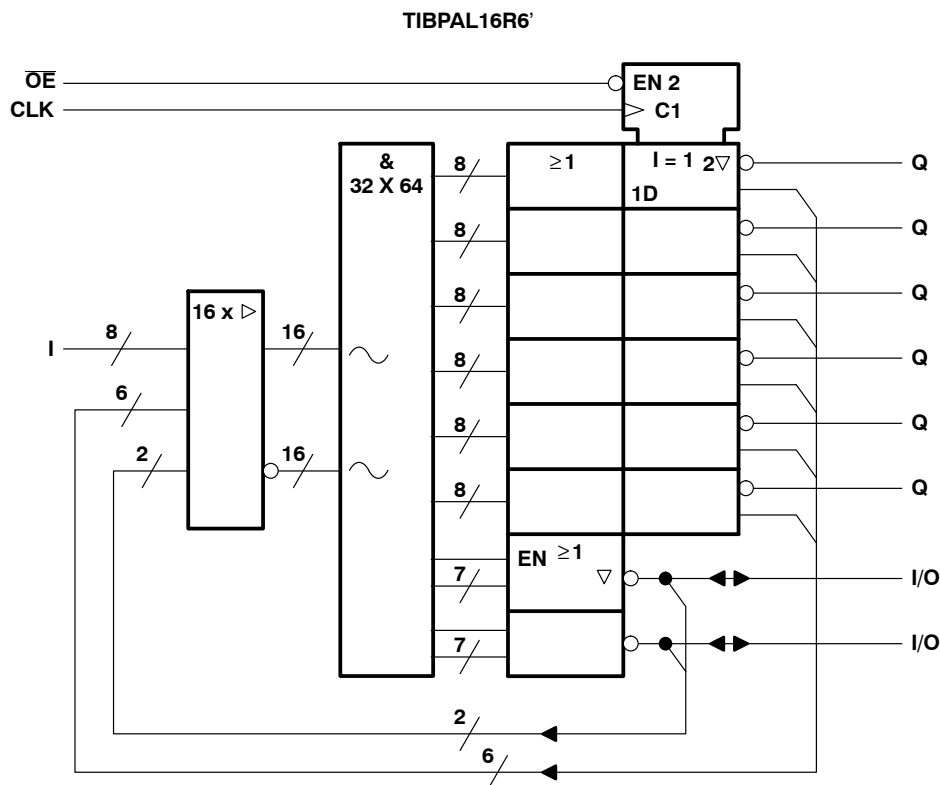 TIBPAL16R6’
OE
EN 2
CLK
C1
&
32 X 64
8
≥1
I = 1 2▽
1D
Q
8
Q
8
Q
16 x ▷
I
8
16
8
Q
6
8
Q
2
16
8
Q
EN ≥1
▽
7
I/O
7
I/O
2
6